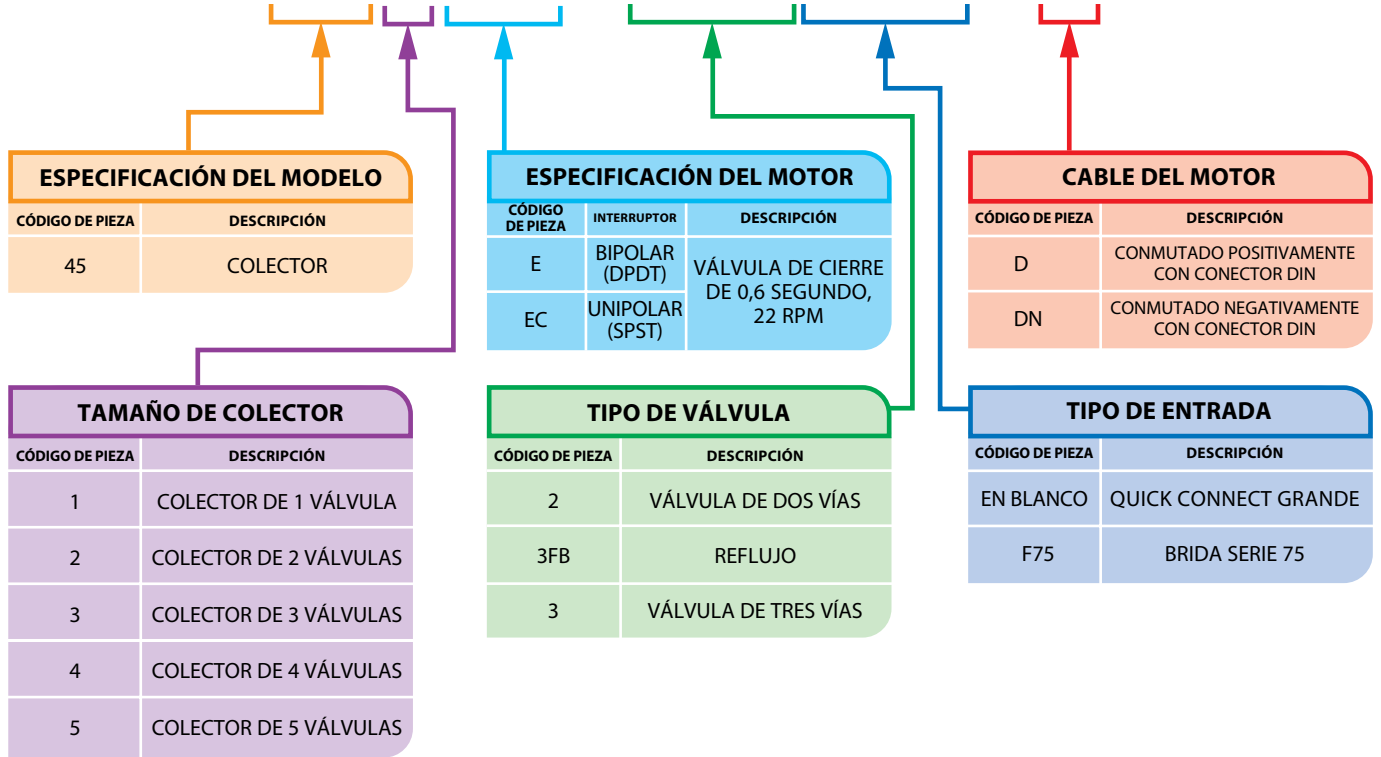 ESPECIFICACIÓN DEL MODELO
CÓDIGO DE PIEZA DESCRIPCIÓN
45 COLECTOR
ESPECIFICACIÓN DEL MOTOR
CÓDIGO
DE PIEZA
INTERRUPTOR
DESCRIPCIÓN
E
BIPOLAR
(DPDT)
EC
UNIPOLAR
(SPST)
VÁLVULA DE CIERRE
DE 0,6 SEGUNDO,
22 RPM
CABLE DEL MOTOR
CÓDIGO DE PIEZA DESCRIPCIÓN
D
CONMUTADO POSITIVAMENTE
CON CONECTOR DIN
DN
CONMUTADO NEGATIVAMENTE
CON CONECTOR DIN
TAMAÑO DE COLECTOR
CÓDIGO DE PIEZA DESCRIPCIÓN
1 COLECTOR DE 1 VÁLVULA
2 COLECTOR DE 2 VÁLVULAS
3 COLECTOR DE 3 VÁLVULAS
4 COLECTOR DE 4 VÁLVULAS
5 COLECTOR DE 5 VÁLVULAS
TIPO DE VÁLVULA
CÓDIGO DE PIEZA DESCRIPCIÓN
2 VÁLVULA DE DOS VÍAS
3FB REFLUJO
3 VÁLVULA DE TRES VÍAS
TIPO DE ENTRADA
CÓDIGO DE PIEZA DESCRIPCIÓN
EN BLANCO QUICK CONNECT GRANDE
F75 BRIDA SERIE 75